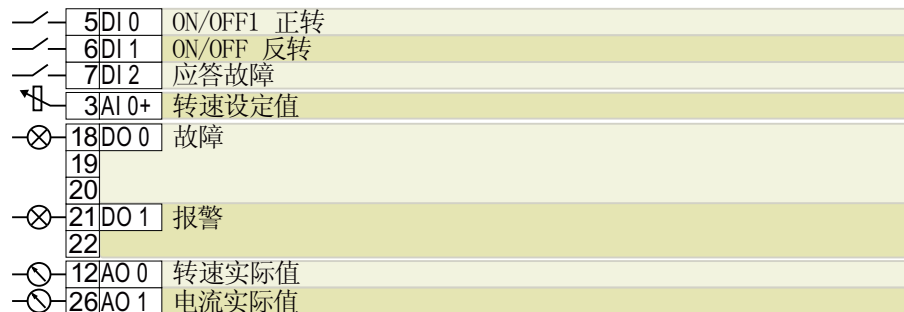 5 DI 0 ON/OFF1 正转
6 DI 1 ON/OFF 反转
7 DI 2 应答故障
3 AI 0+ 转速设定值
18 DO 0 故障
19
20
21 DO 1 报警
22
12 AO 0 转速实际值
26 AO 1 电流实际值